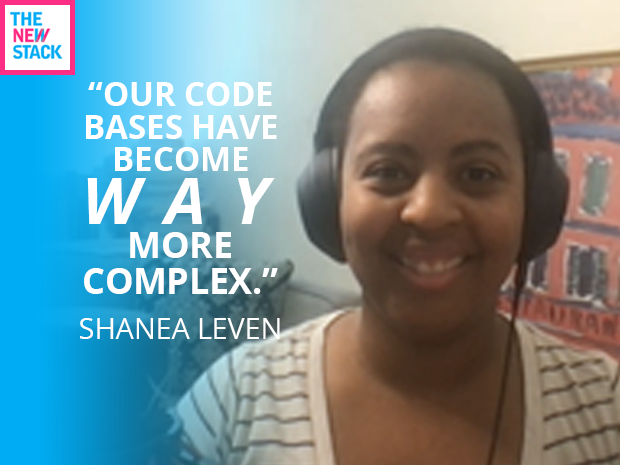 THE
NEW
STACK
“OUR CODE
BASES HAVE
BECOME
WAY
MORE
COMPLEX.”
SHANEA LEVEN